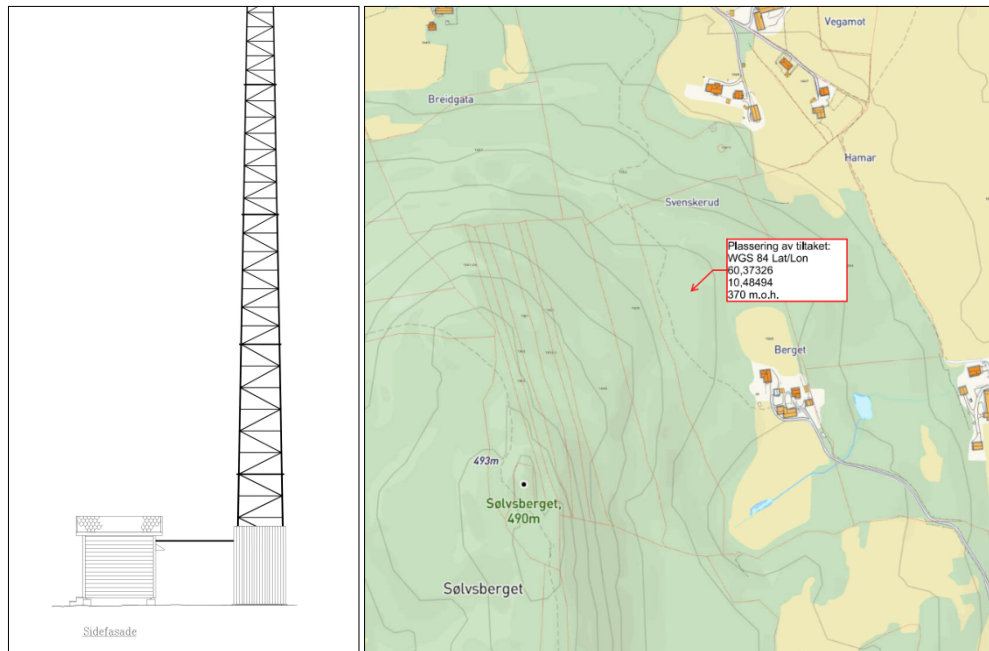 Sidefasade
Vegamot
Breidgata
Hamar
Svenskerud
Plassering av tiltaket:
WGS 84 Lat/Lon
60,37326
10,48494
370 m.o.h.
Berget
493m
Sølvsberget,
490m
Sølvsberget